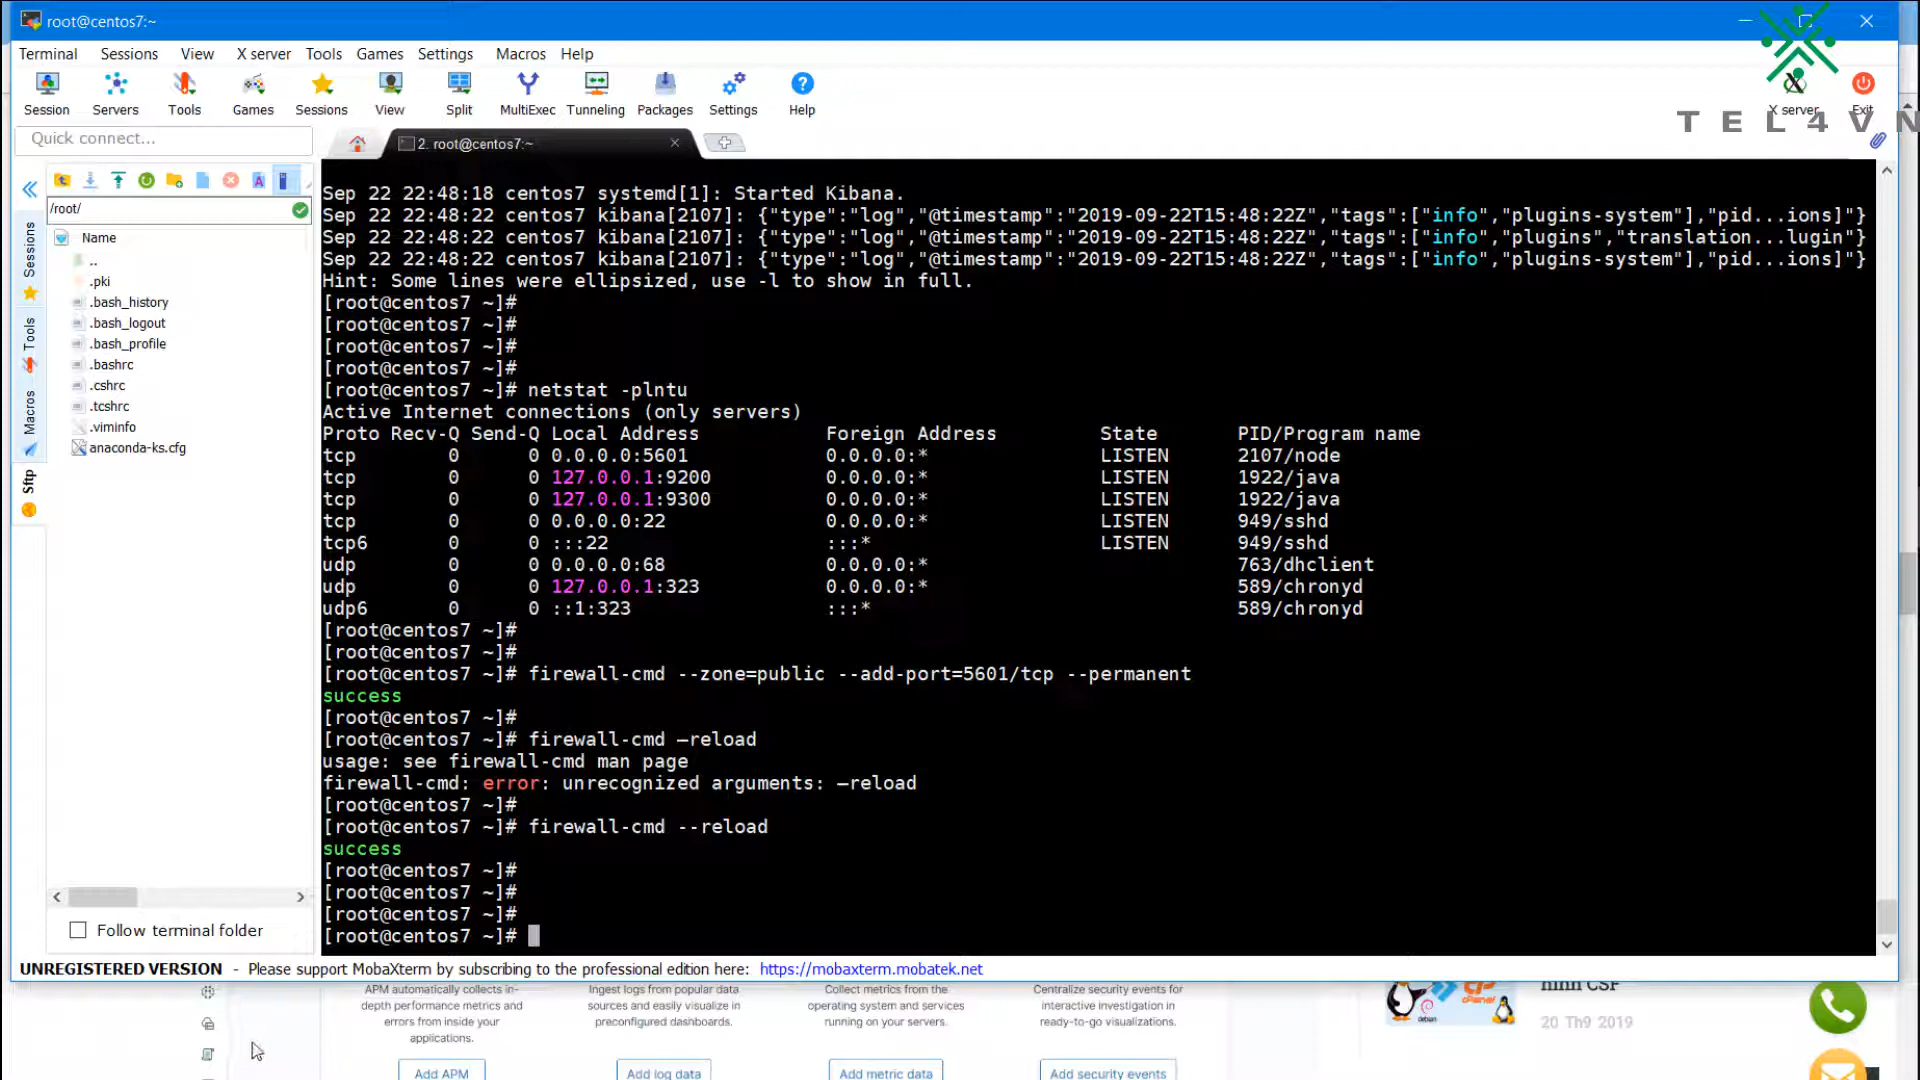 root@centos7:~
Terminal Sessions View X server Tools Games Settings Macros Help
Session Servers Tools Games Sessions View Split MultiExec Tunneling Packages Settings Help X server Exit
TEL4VN
Quick connect...
2. root@centos7:~
/root/
Name
..
.pki
.bash_history
.bash_logout
.bash_profile
.bashrc
.cshrc
.tcshrc
.viminfo
anaconda-ks.cfg
Sessions
Tools
Macros
Sftp
Follow terminal folder
Sep 22 22:48:18 centos7 systemd[1]: Started Kibana.
Sep 22 22:48:22 centos7 kibana[2107]: {"type":"log","@timestamp":"2019-09-22T15:48:22Z","tags":["info","plugins-system"],"pid...ions]"}
Sep 22 22:48:22 centos7 kibana[2107]: {"type":"log","@timestamp":"2019-09-22T15:48:22Z","tags":["info","plugins","translation...lugin"}
Sep 22 22:48:22 centos7 kibana[2107]: {"type":"log","@timestamp":"2019-09-22T15:48:22Z","tags":["info","plugins-system"],"pid...ions]"}
Hint: Some lines were ellipsized, use -l to show in full.
[root@centos7 ~]#
[root@centos7 ~]#
[root@centos7 ~]#
[root@centos7 ~]#
[root@centos7 ~]# netstat -plntu
Active Internet connections (only servers)
Proto Recv-Q Send-Q Local Address Foreign Address State PID/Program name
tcp 0 0 0.0.0.0:5601 0.0.0.0:* LISTEN 2107/node
tcp 0 0 127.0.0.1:9200 0.0.0.0:* LISTEN 1922/java
tcp 0 0 127.0.0.1:9300 0.0.0.0:* LISTEN 1922/java
tcp 0 0 0.0.0.0:22 0.0.0.0:* LISTEN 949/sshd
tcp6 0 0 :::22 :::* LISTEN 949/sshd
udp 0 0 0.0.0.0:68 0.0.0.0:* 763/dhclient
udp 0 0 127.0.0.1:323 0.0.0.0:* 589/chronyd
udp6 0 0 ::1:323 :::* 589/chronyd
[root@centos7 ~]#
[root@centos7 ~]#
[root@centos7 ~]# firewall-cmd --zone=public --add-port=5601/tcp --permanent
success
[root@centos7 ~]#
[root@centos7 ~]# firewall-cmd –reload
usage: see firewall-cmd man page
firewall-cmd: error: unrecognized arguments: –reload
[root@centos7 ~]#
[root@centos7 ~]# firewall-cmd --reload
success
[root@centos7 ~]#
[root@centos7 ~]#
[root@centos7 ~]#
[root@centos7 ~]#
UNREGISTERED VERSION - Please support MobaXterm by subscribing to the professional edition here: https://mobaxterm.mobatek.net
APM automatically collects in-depth performance metrics and errors from inside your applications.
Add APM
Ingest logs from popular data sources and easily visualize in preconfigured dashboards.
Add log data
Collect metrics from the operating system and services running on your servers.
Add metric data
Centralize security events for interactive investigation in ready-to-go visualizations.
Add security events
hình CSF
debian
20 Th9 2019